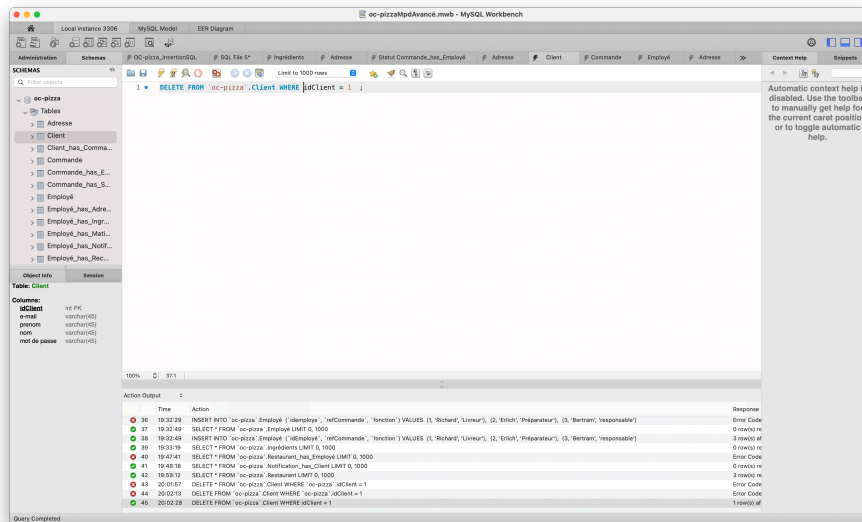 oc-pizzaMpdAvancé.mwb - MySQL Workbench
Local instance 3306 MySQL Model EER Diagram
Administration Schemas OC-pizza_InsertionSQL SQL File 5* Ingrédients Adresse Statut Commande_has_Employé Adresse Client Commande Employé Adresse Context Help Snippets
SCHEMAS
Filter objects
Limit to 1000 rows
1 DELETE FROM `oc-pizza`.Client WHERE idClient = 1 ;
oc-pizza
Tables
Adresse
Client
Client_has_Comma...
Commande
Commande_has_E...
Commande_has_S...
Employé
Employé_has_Adre...
Employé_has_Ingr...
Employé_has_Mati...
Employé_has_Notif...
Employé_has_Rec...
Automatic context help i
disabled. Use the toolba
to manually get help for
the current caret positio
or to toggle automatic
help.
Object Info Session
Table: Client
Columns:
idClient int PK
e-mail varchar(45)
prenom varchar(45)
nom varchar(45)
mot de passe varchar(45)
100% 37:1
Action Output
Time Action Response
36 19:32:29 INSERT INTO `oc-pizza`.Employé (`idemploye`, `refCommande`, `fonction`) VALUES (1, 'Richard', 'Livreur'), (2, 'Erlich', 'Préparateur'), (3, 'Bertram', 'responsable') Error Code
37 19:32:49 SELECT * FROM `oc-pizza`.Employé LIMIT 0, 1000 0 row(s) re
38 19:32:49 INSERT INTO `oc-pizza`.Employé (`idEmployé`, `refCommande`, `fonction`) VALUES (1, 'Richard', 'Livreur'), (2, 'Erlich', 'Préparateur'), (3, 'Bertram', 'responsable') 3 row(s) af
39 19:33:19 SELECT * FROM `oc-pizza`.Ingrédients LIMIT 0, 1000 0 row(s) re
40 19:47:41 SELECT * FROM `oc-pizza`.Restaurant_has_Employé LIMIT 0, 1000 Error Code
41 19:48:18 SELECT * FROM `oc-pizza`.Notification_has_Client LIMIT 0, 1000 0 row(s) re
42 19:59:12 SELECT * FROM `oc-pizza`.Restaurant LIMIT 0, 1000 3 row(s) re
43 20:01:57 DELETE FROM `oc-pizza`.Client WHERE `oc-pizza`.idClient = 1 Error Code
44 20:02:13 DELETE FROM `oc-pizza`.Client WHERE `oc-pizza`.idClient = 1 Error Code
45 20:02:28 DELETE FROM `oc-pizza`.Client WHERE idClient = 1 1 row(s) af
Query Completed